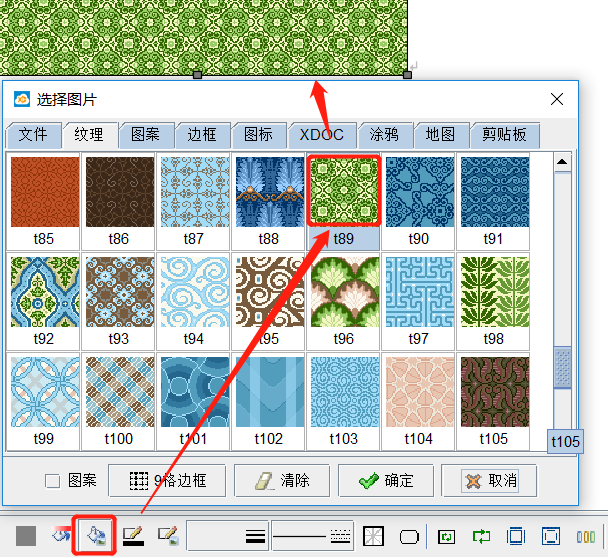 选择图片
文件 纹理 图案 边框 图标 XDOC 涂鸦 地图 剪贴板
t85 t86 t87 t88 t89 t90 t91
t92 t93 t94 t95 t96 t97 t98
t99 t100 t101 t102 t103 t104 t105
t105
图案 9格边框 清除 确定 取消